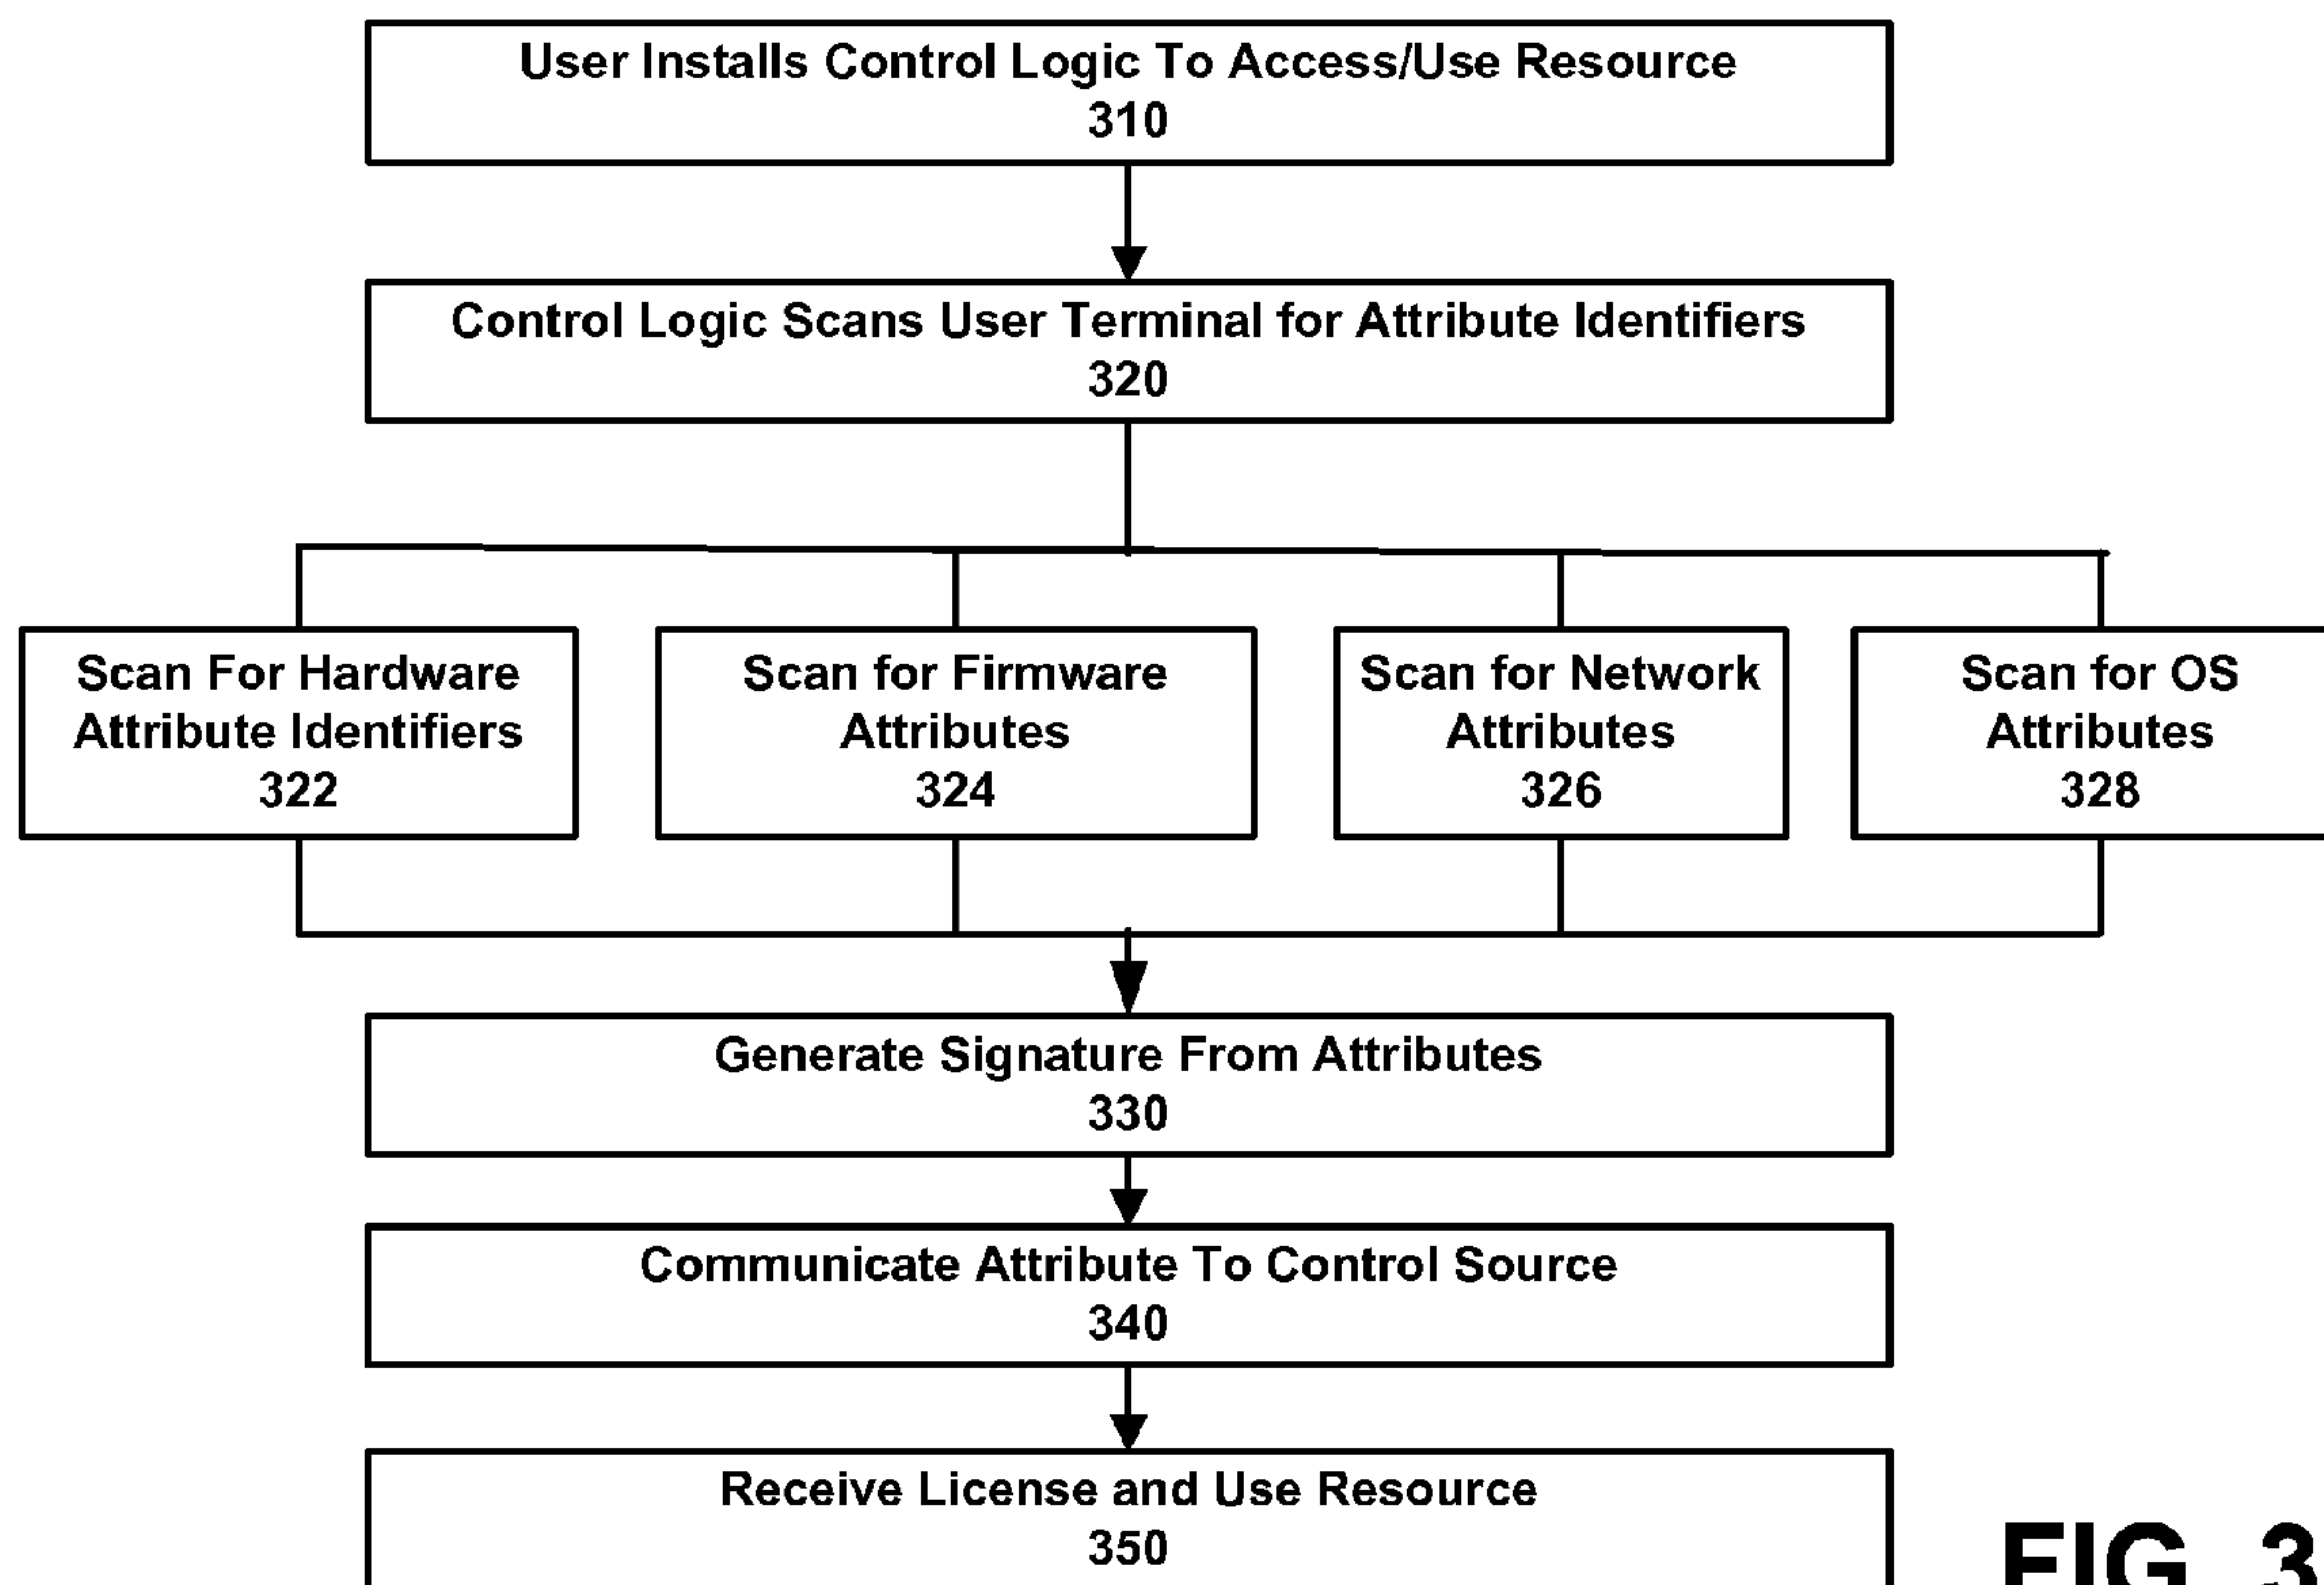 User Installs Control Logic To Access/Use Resource
310
Control Logic Scans User Terminal for Attribute Identifiers
320
Scan For Hardware
Attribute Identifiers
322
Scan for Firmware
Attributes
324
Scan for Network
Attributes
326
Scan for OS
Attributes
328
Generate Signature From Attributes
330
Communicate Attribute To Control Source
340
Receive License and Use Resource
350
FIG. 3